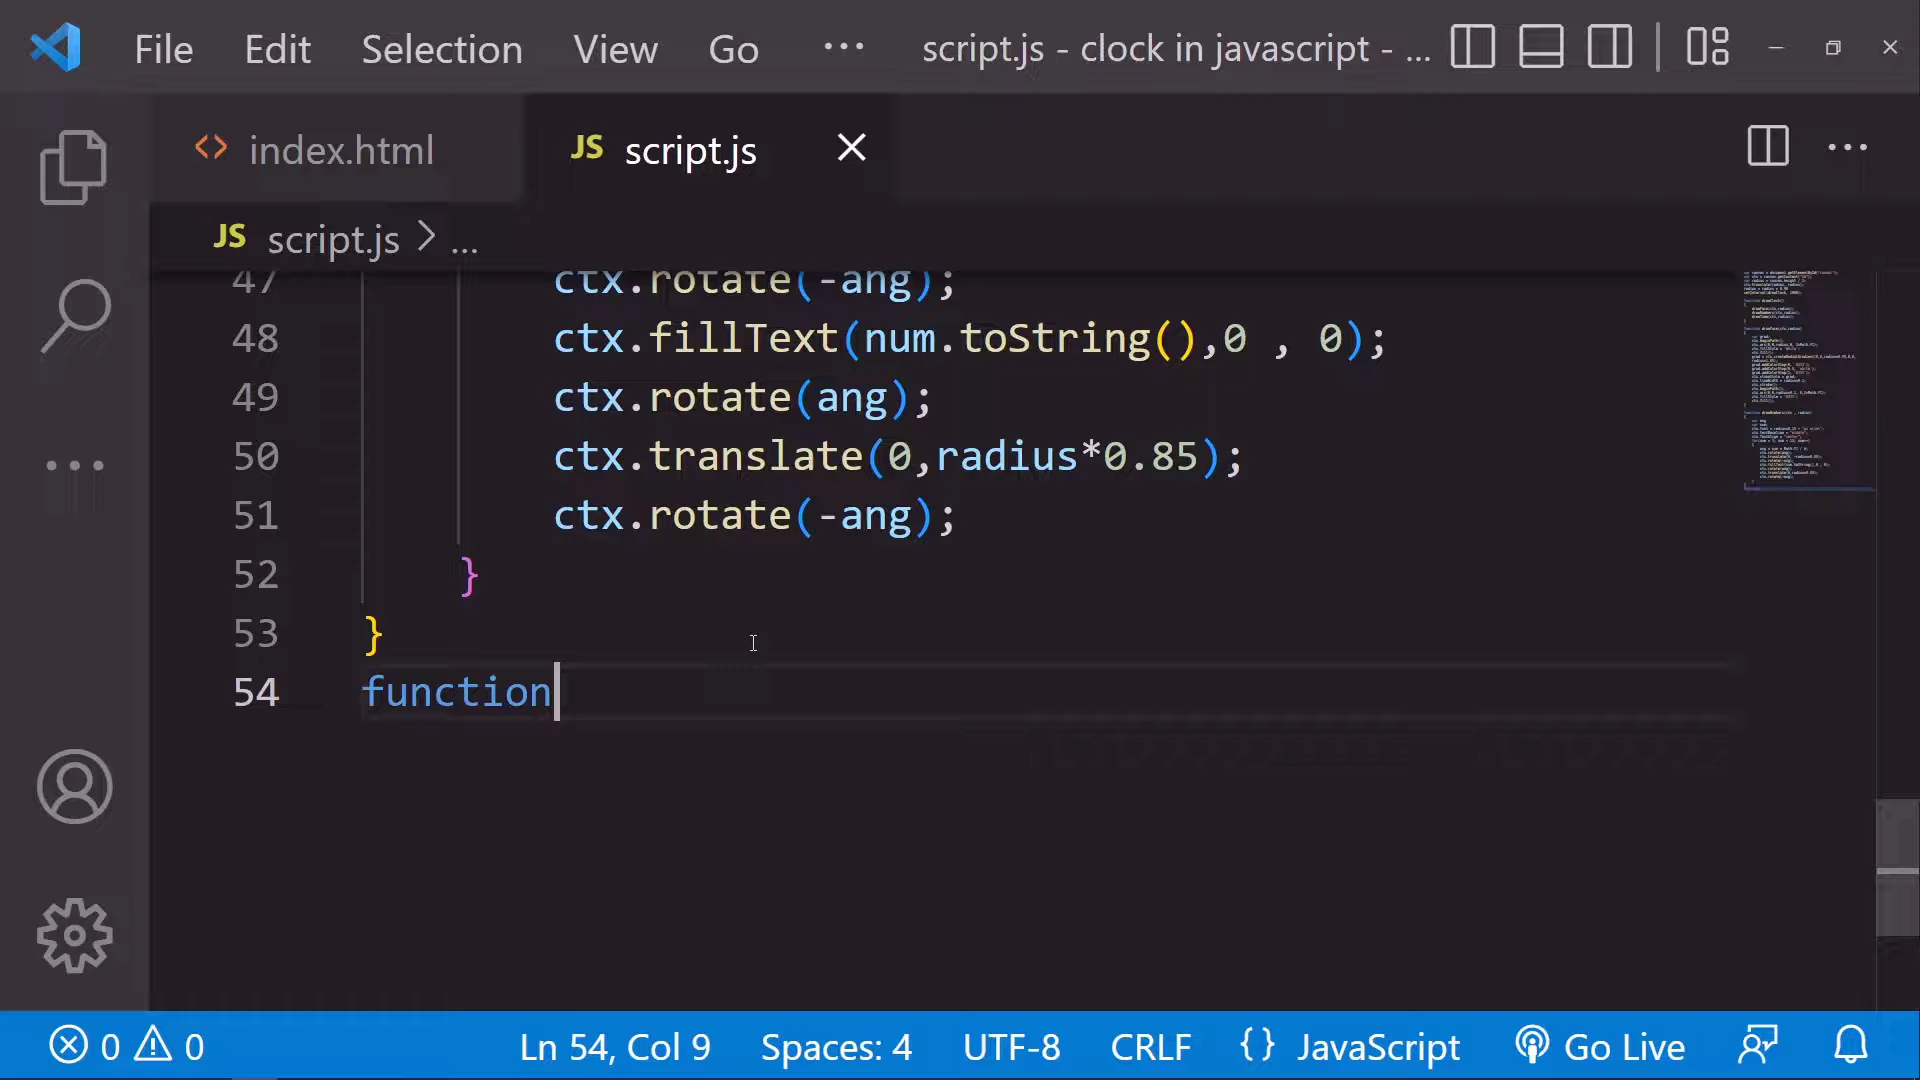 File Edit Selection View Go ··· script.js - clock in javascript - ...
<> index.html JS script.js
JS script.js > ...
47 ctx.rotate(-ang);
48 ctx.fillText(num.toString(),0 , 0);
49 ctx.rotate(ang);
50 ctx.translate(0,radius*0.85);
51 ctx.rotate(-ang);
52 }
53 }
54 function
0 0 Ln 54, Col 9 Spaces: 4 UTF-8 CRLF {} JavaScript Go Live